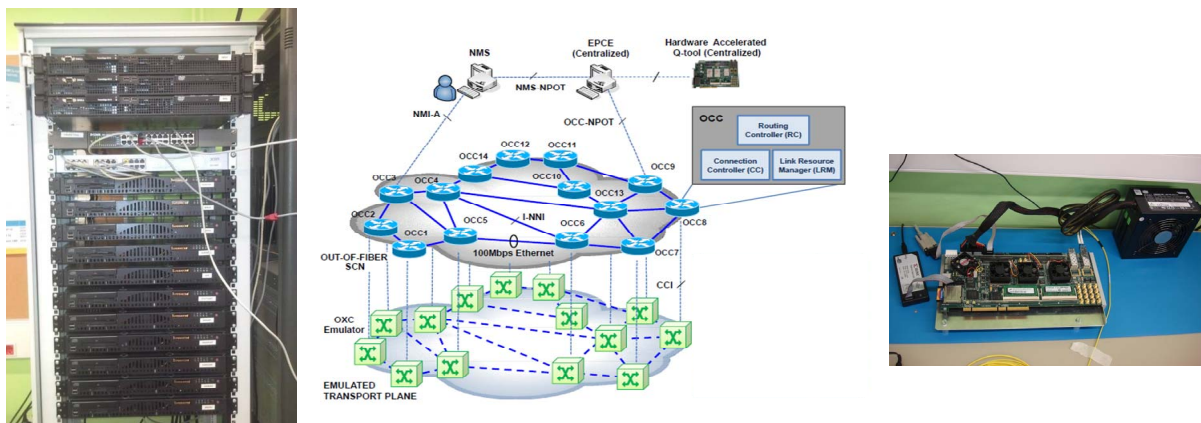 NMS
EPCE
(Centralized)
Hardware Accelerated
Q-tool (Centralized)
NMS-NPOT
NMI-A
OCC-NPOT
OCC
Routing
Controller (RC)
Connection
Controller (CC)
Link Resource
Manager (LRM)
OCC12
OCC11
OCC14
OCC10
OCC9
OCC3
OCC4
OCC13
OCC2
I-NNI
OCC8
OCC5
OCC6
OCC1
OCC7
100Mbps Ethernet
OUT-OF-FIBER
SCN
CCI
OXC
Emulator
EMULATED
TRANSPORT PLANE